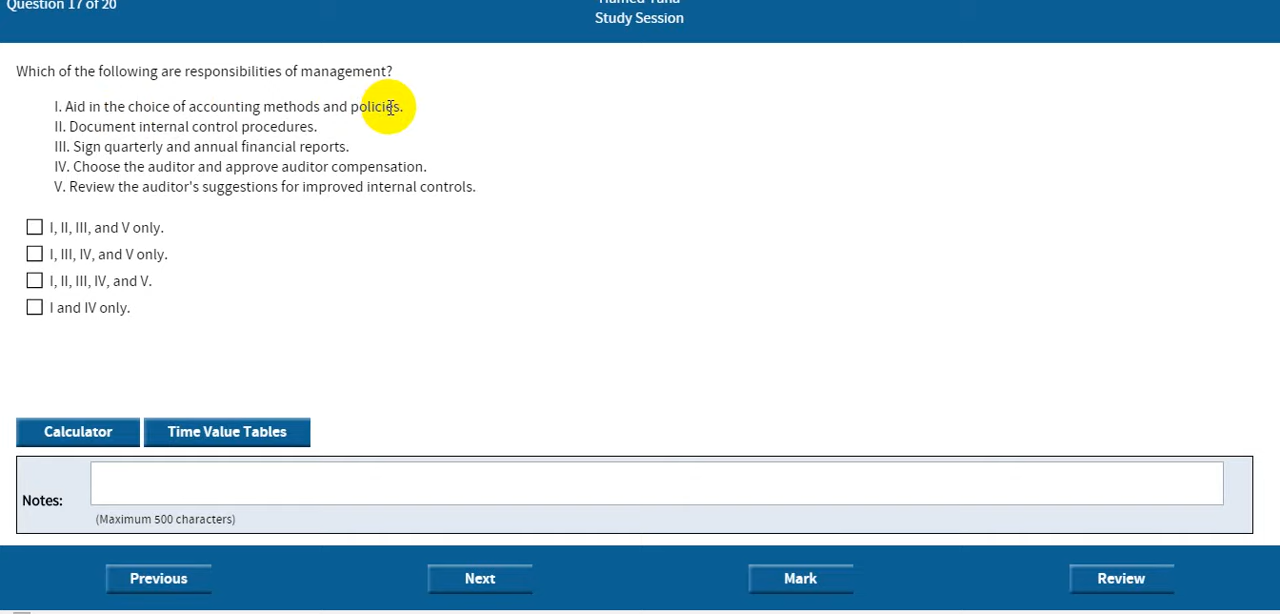 Question 17 of 20
Study Session
Which of the following are responsibilities of management?
I. Aid in the choice of accounting methods and policies.
II. Document internal control procedures.
III. Sign quarterly and annual financial reports.
IV. Choose the auditor and approve auditor compensation.
V. Review the auditor's suggestions for improved internal controls.
I, II, III, and V only.
I, III, IV, and V only.
I, II, III, IV, and V.
I and IV only.
Calculator
Time Value Tables
Notes:
(Maximum 500 characters)
Previous
Next
Mark
Review